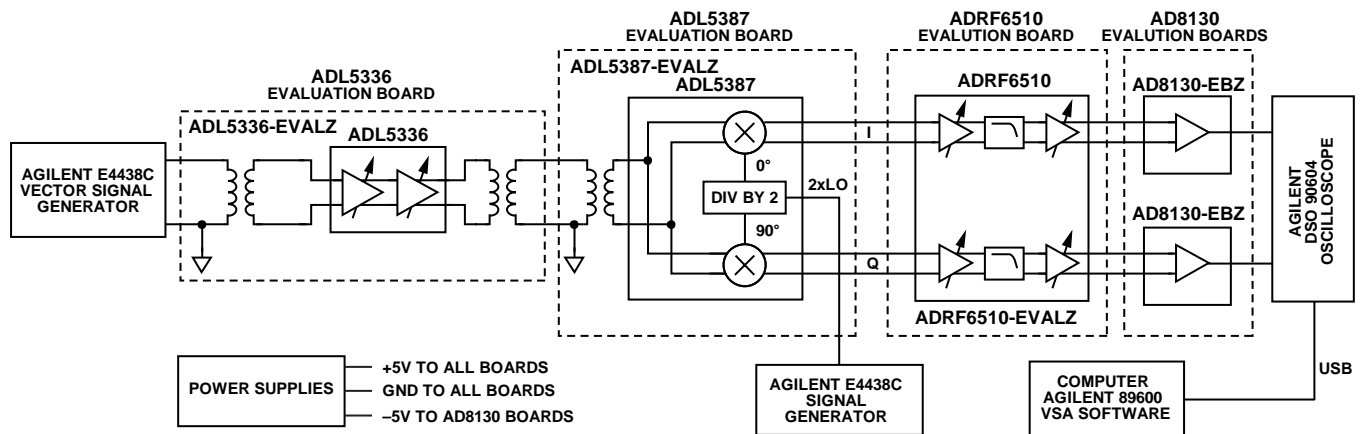 ADL5387
EVALUATION BOARD
ADRF6510
EVALUTION BOARD
AD8130
EVALUTION BOARDS
ADL5336
EVALUATION BOARD
ADL5387-EVALZ
ADL5387
ADRF6510
AD8130-EBZ
ADL5336-EVALZ
ADL5336
AGILENT E4438C
VECTOR SIGNAL
GENERATOR
I
0°
DIV BY 2
2xLO
90°
Q
AD8130-EBZ
AGILENT
DSO 90604
OSCILLOSCOPE
ADRF6510-EVALZ
POWER SUPPLIES
+5V TO ALL BOARDS
GND TO ALL BOARDS
–5V TO AD8130 BOARDS
AGILENT E4438C
SIGNAL
GENERATOR
COMPUTER
AGILENT 89600
VSA SOFTWARE
USB